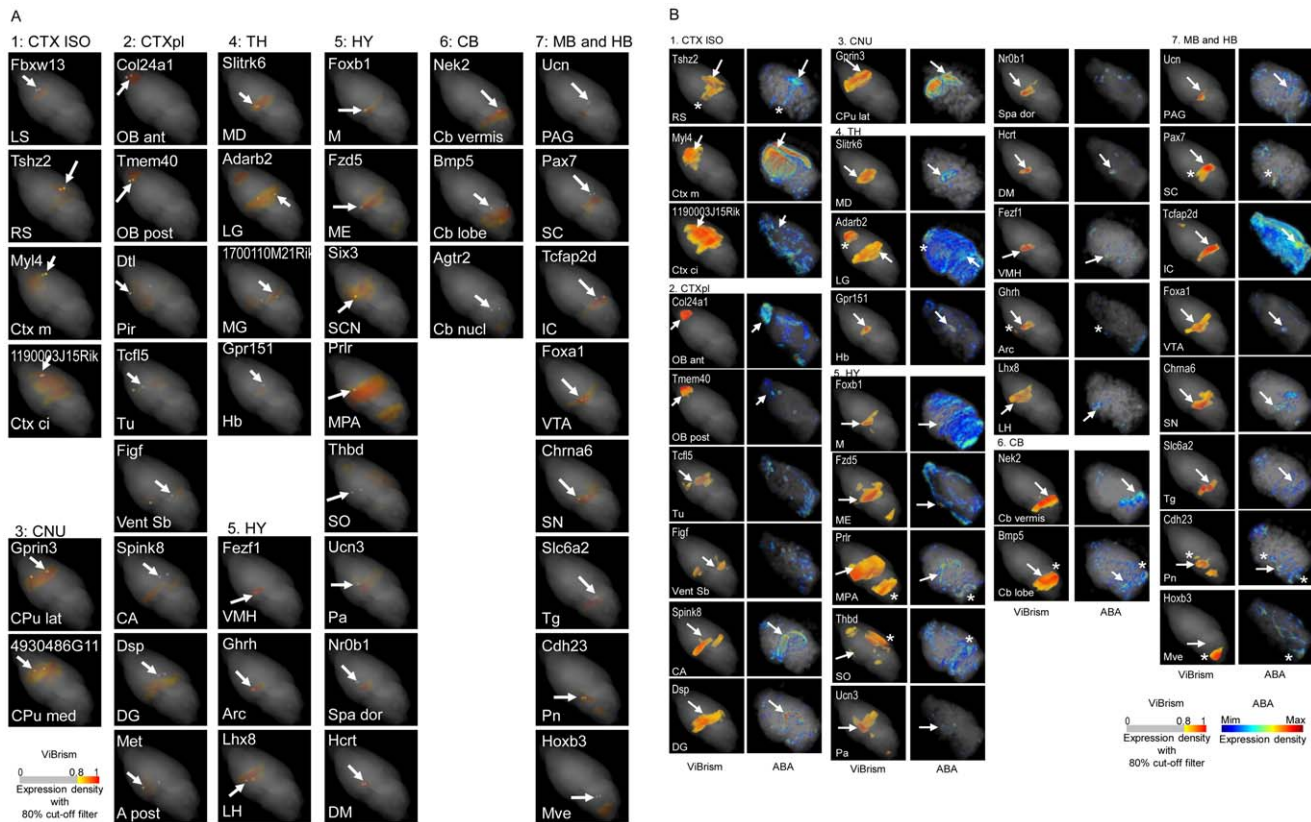 A
1: CTX ISO
Fbxw13
LS
Tshz2
RS
Myl4
Ctx m
1190003J15Rik
Ctx ci
3: CNU
Gprin3
CPu lat
4930486G11
CPu med
ViBrism
0 0.8 1
Expression density
with
80% cut-off filter
2: CTXpl
Col24a1
OB ant
Tmem40
OB post
Dtl
Pir
Tcfl5
Tu
Figf
Vent Sb
Spink8
CA
Dsp
DG
Met
A post
4: TH
Slitrk6
MD
Adarb2
LG
1700110M21Rik
MG
Gpr151
Hb
5. HY
Fezf1
VMH
Ghrh
Arc
Lhx8
LH
5: HY
Foxb1
M
Fzd5
ME
Six3
SCN
Prlr
MPA
Thbd
SO
Ucn3
Pa
Nr0b1
Spa dor
Hcrt
DM
6: CB
Nek2
Cb vermis
Bmp5
Cb lobe
Agtr2
Cb nucl
7: MB and HB
Ucn
PAG
Pax7
SC
Tcfap2d
IC
Foxa1
VTA
Chrna6
SN
Slc6a2
Tg
Cdh23
Pn
Hoxb3
Mve
B
1. CTX ISO
Tshz2
*
RS
*
Myl4
Ctx m
1190003J15Rik
Ctx ci
2. CTXpl
Col24a1
OB ant
Tmem40
OB post
Tcfl5
Tu
Figf
Vent Sb
Spink8
CA
Dsp
DG
ViBrism ABA
3. CNU
Gprin3
CPu lat
4. TH
Slitrk6
MD
Adarb2
*
LG
*
Gpr151
Hb
5. HY
Foxb1
M
Fzd5
ME
Prlr
MPA
*
*
Thbd
*
SO
*
Ucn3
Pa
ViBrism ABA
Nr0b1
Spa dor
Hcrt
DM
Fezf1
VMH
Ghrh
*
Arc
*
Lhx8
LH
6. CB
Nek2
Cb vermis
Bmp5
*
Cb lobe
*
ViBrism ABA
7. MB and HB
Ucn
PAG
Pax7
*
SC
*
Tcfap2d
IC
Foxa1
VTA
Chrna6
SN
Slc6a2
Tg
Cdh23
*
Pn
*
*
Hoxb3
Mve
*
*
ViBrism ABA
ViBrism ABA
0 0.8 1 Mim Max
Expression density Expression density
with
80% cut-off filter